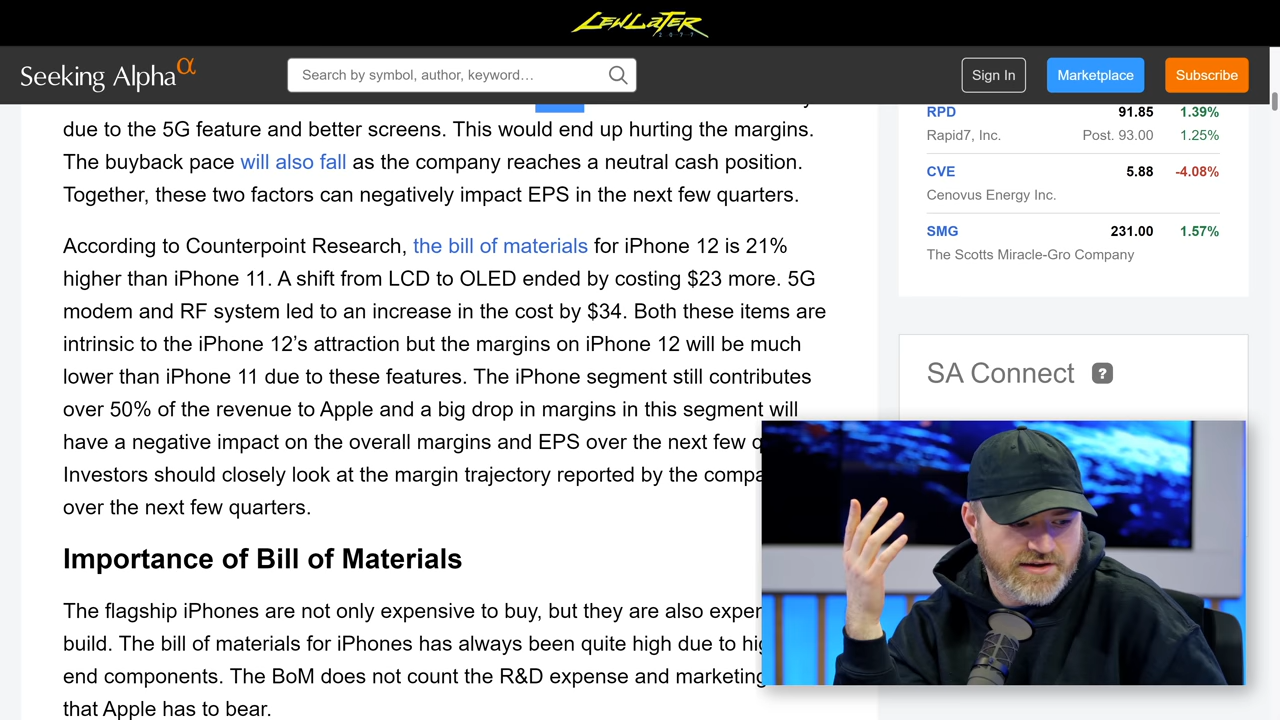 LEWLATER
2077
Seeking Alpha α
Search by symbol, author, keyword...
Sign In
Marketplace
Subscribe
due to the 5G feature and better screens. This would end up hurting the margins.
The buyback pace will also fall as the company reaches a neutral cash position.
Together, these two factors can negatively impact EPS in the next few quarters.
According to Counterpoint Research, the bill of materials for iPhone 12 is 21%
higher than iPhone 11. A shift from LCD to OLED ended by costing $23 more. 5G
modem and RF system led to an increase in the cost by $34. Both these items are
intrinsic to the iPhone 12’s attraction but the margins on iPhone 12 will be much
lower than iPhone 11 due to these features. The iPhone segment still contributes
over 50% of the revenue to Apple and a big drop in margins in this segment will
have a negative impact on the overall margins and EPS over the next few q
Investors should closely look at the margin trajectory reported by the compa
over the next few quarters.
Importance of Bill of Materials
The flagship iPhones are not only expensive to buy, but they are also exper
build. The bill of materials for iPhones has always been quite high due to hig
end components. The BoM does not count the R&D expense and marketing
that Apple has to bear.
RPD 91.85 1.39%
Rapid7, Inc. Post. 93.00 1.25%
CVE 5.88 -4.08%
Cenovus Energy Inc.
SMG 231.00 1.57%
The Scotts Miracle-Gro Company
SA Connect ?